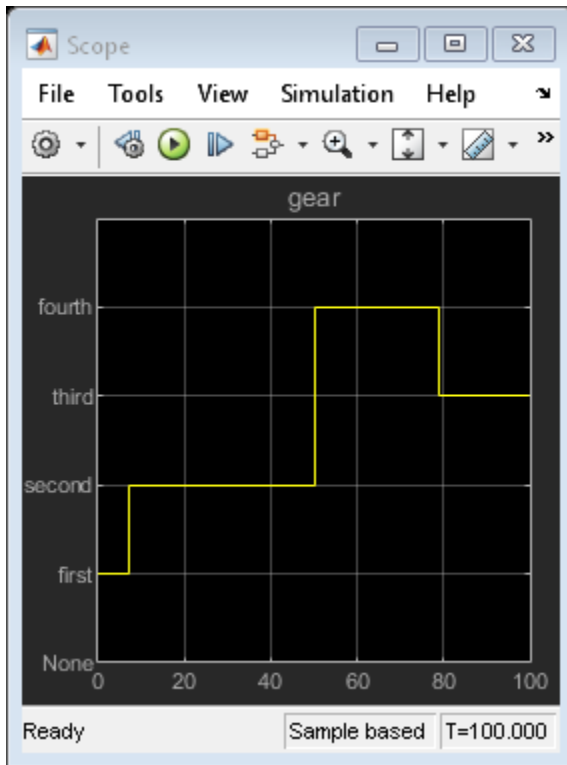 Scope
File Tools View Simulation Help
gear
fourth
third
second
first
None
0 20 40 60 80 100
Ready Sample based T=100.000